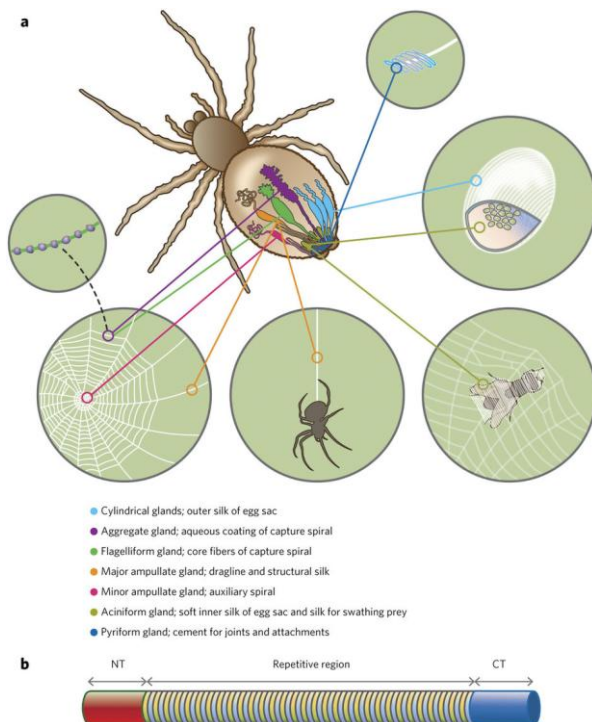 a
Cylindrical glands; outer silk of egg sac
Aggregate gland; aqueous coating of capture spiral
Flagelliform gland; core fibers of capture spiral
Major ampullate gland; dragline and structural silk
Minor ampullate gland; auxiliary spiral
Aciniform gland; soft inner silk of egg sac and silk for swathing prey
Pyriform gland; cement for joints and attachments
b
NT Repetitive region CT